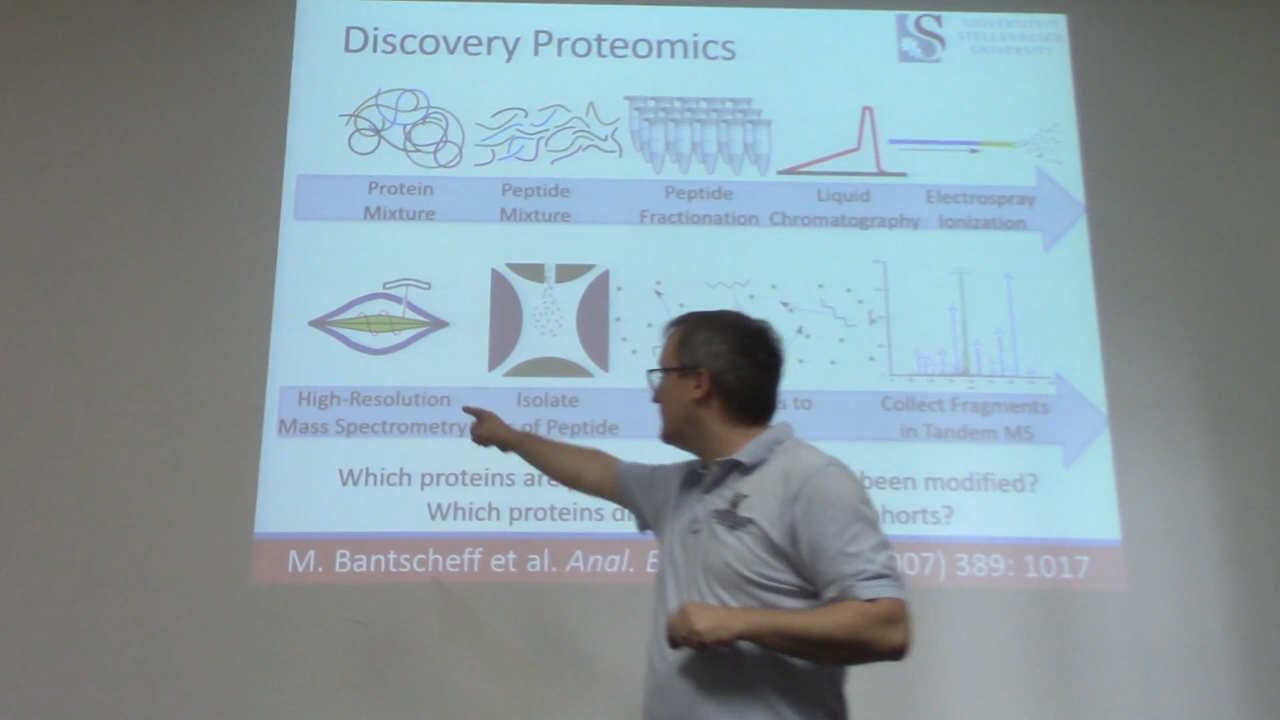 Discovery Proteomics
UNIVERSITEIT
STELLENBOSCH
UNIVERSITY
Protein
Mixture
Peptide
Mixture
Peptide
Fractionation
Liquid
Chromatography
Electrospray
Ionization
High-Resolution
Mass Spectrometry
Isolate
of Peptide
to
Collect Fragments
in Tandem MS
Which proteins are been modified?
Which proteins
M. Bantscheff et al. Anal. 389: 1017